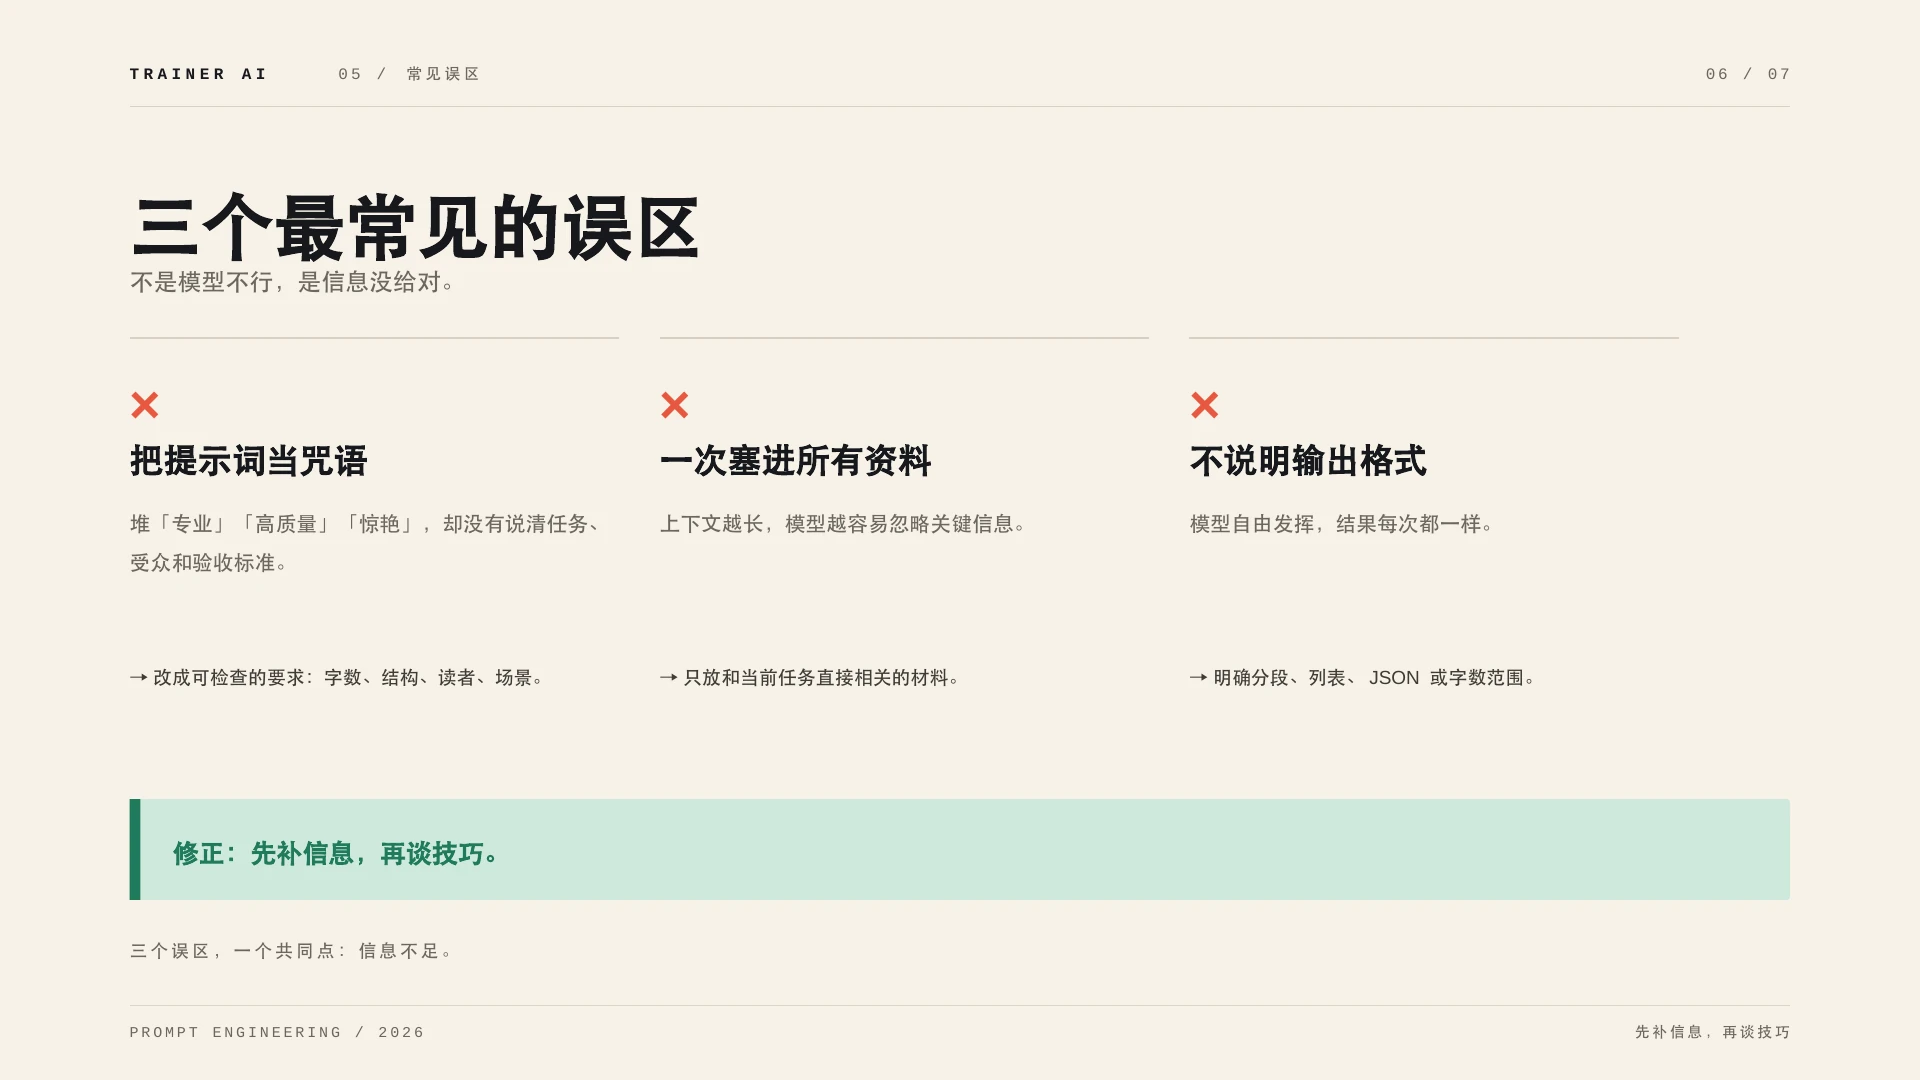 TRAINER AI 05 / 常见误区 06 / 07
三个最常见的误区
不是模型不行，是信息没给对。
× × ×
把提示词当咒语
堆「专业」「高质量」「惊艳」，却没有说清任务、
受众和验收标准。
→ 改成可检查的要求：字数、结构、读者、场景。
一次塞进所有资料
上下文越长，模型越容易忽略关键信息。
→ 只放和当前任务直接相关的材料。
不说明输出格式
模型自由发挥，结果每次都一样。
→ 明确分段、列表、 JSON 或字数范围。
修正：先补信息，再谈技巧。
三个误区，一个共同点：信息不足。
PROMPT ENGINEERING / 2026 先补信息，再谈技巧